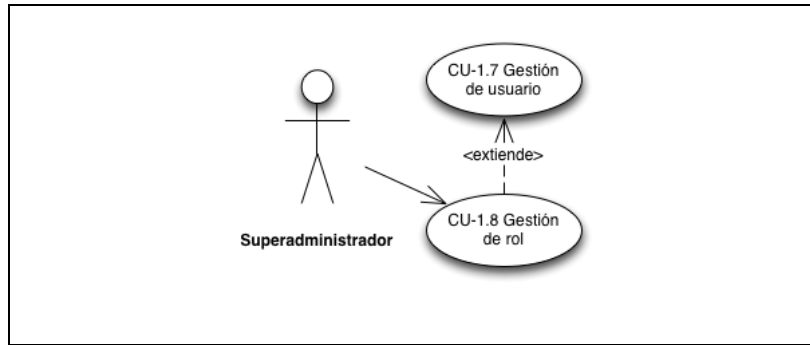 CU-1.7 Gestión
de usuario
<extiende>
CU-1.8 Gestión
de rol
Superadministrador